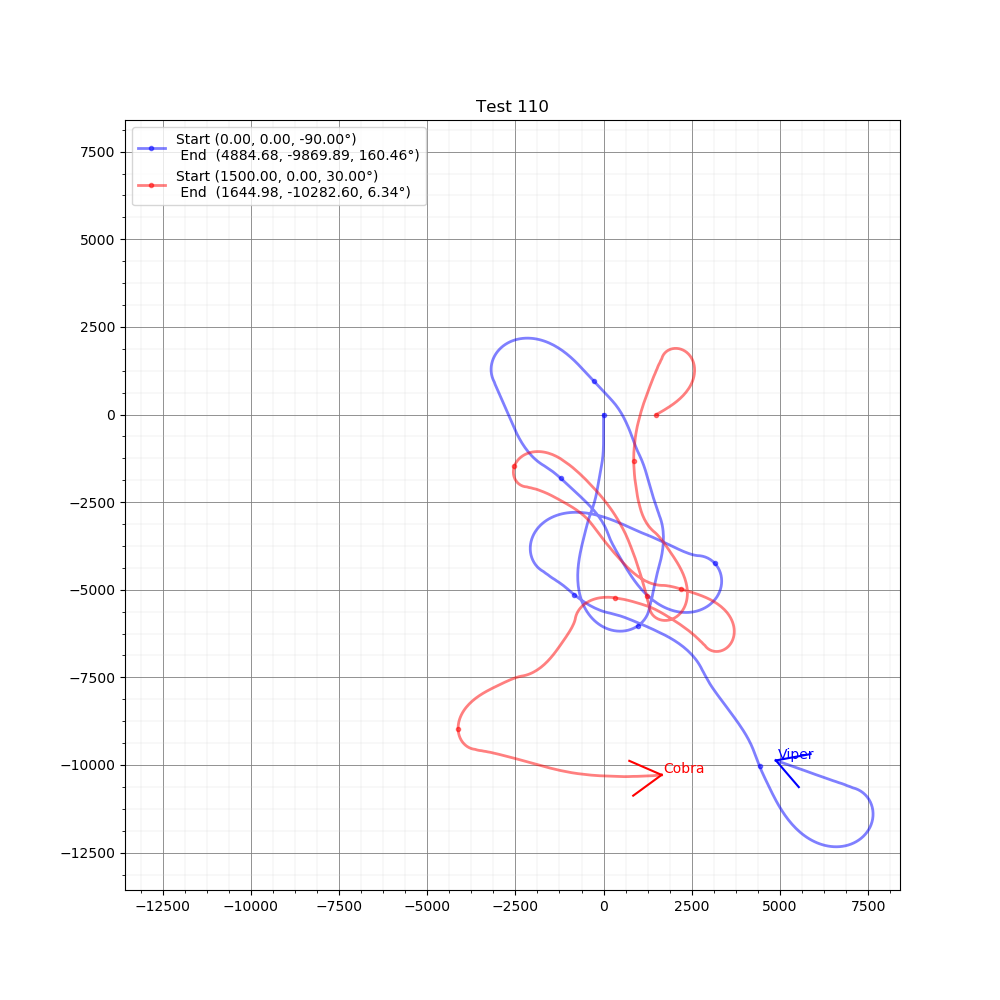 Test 110
Start (0.00, 0.00, -90.00°)
End  (4884.68, -9869.89, 160.46°)
Start (1500.00, 0.00, 30.00°)
End  (1644.98, -10282.60, 6.34°)
7500
5000
2500
0
−2500
−5000
−7500
−10000
−12500
Viper
Cobra
−12500 −10000 −7500 −5000 −2500 0 2500 5000 7500